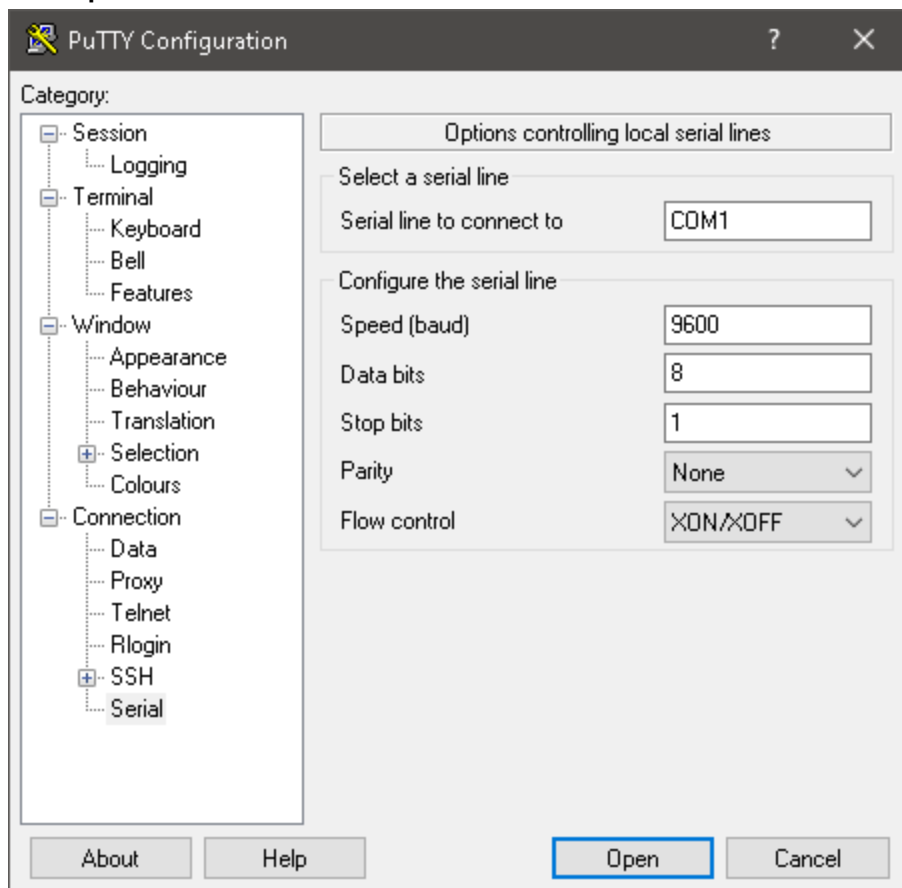 PuTTY Configuration
?
Category:
Session
Logging
Terminal
Keyboard
Bell
Features
Window
Appearance
Behaviour
Translation
Selection
Colours
Connection
Data
Proxy
Telnet
Rlogin
SSH
Serial
Options controlling local serial lines
Select a serial line
Serial line to connect to COM1
Configure the serial line
Speed (baud) 9600
Data bits 8
Stop bits 1
Parity None
Flow control XON/XOFF
About Help Open Cancel